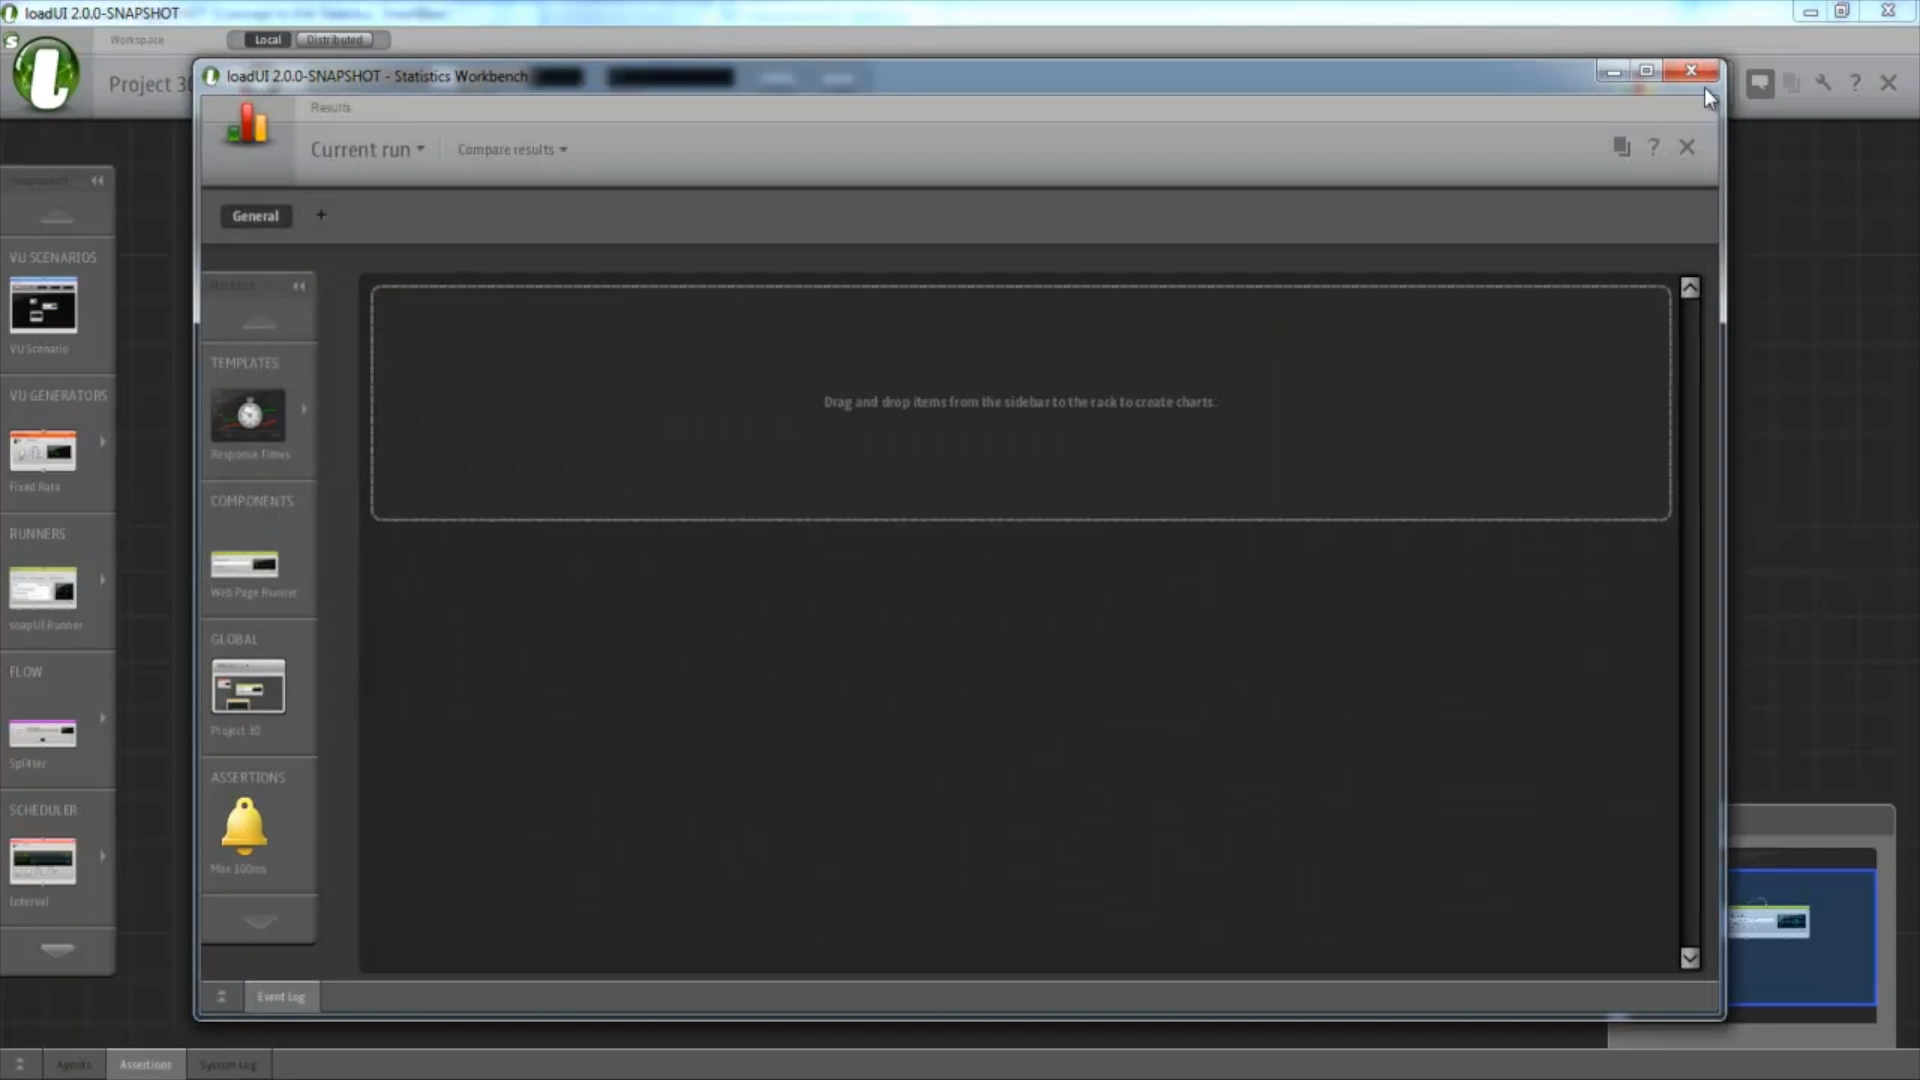 loadUI 2.0.0-SNAPSHOT
Workspace
Local
Distributed
Project 30
loadUI 2.0.0-SNAPSHOT - Statistics Workbench
Results
Current run
Compare results
?
?
General
+
VU SCENARIOS
VU Scenario
VU GENERATORS
Fixed Rate
RUNNERS
soapUI Runner
FLOW
Splitter
SCHEDULER
Interval
TEMPLATES
Response Times
COMPONENTS
Web Page Runner
GLOBAL
Project 30
ASSERTIONS
Max 100ms
Drag and drop items from the sidebar to the rack to create charts.
Event Log
Agents
Assertions
System Log